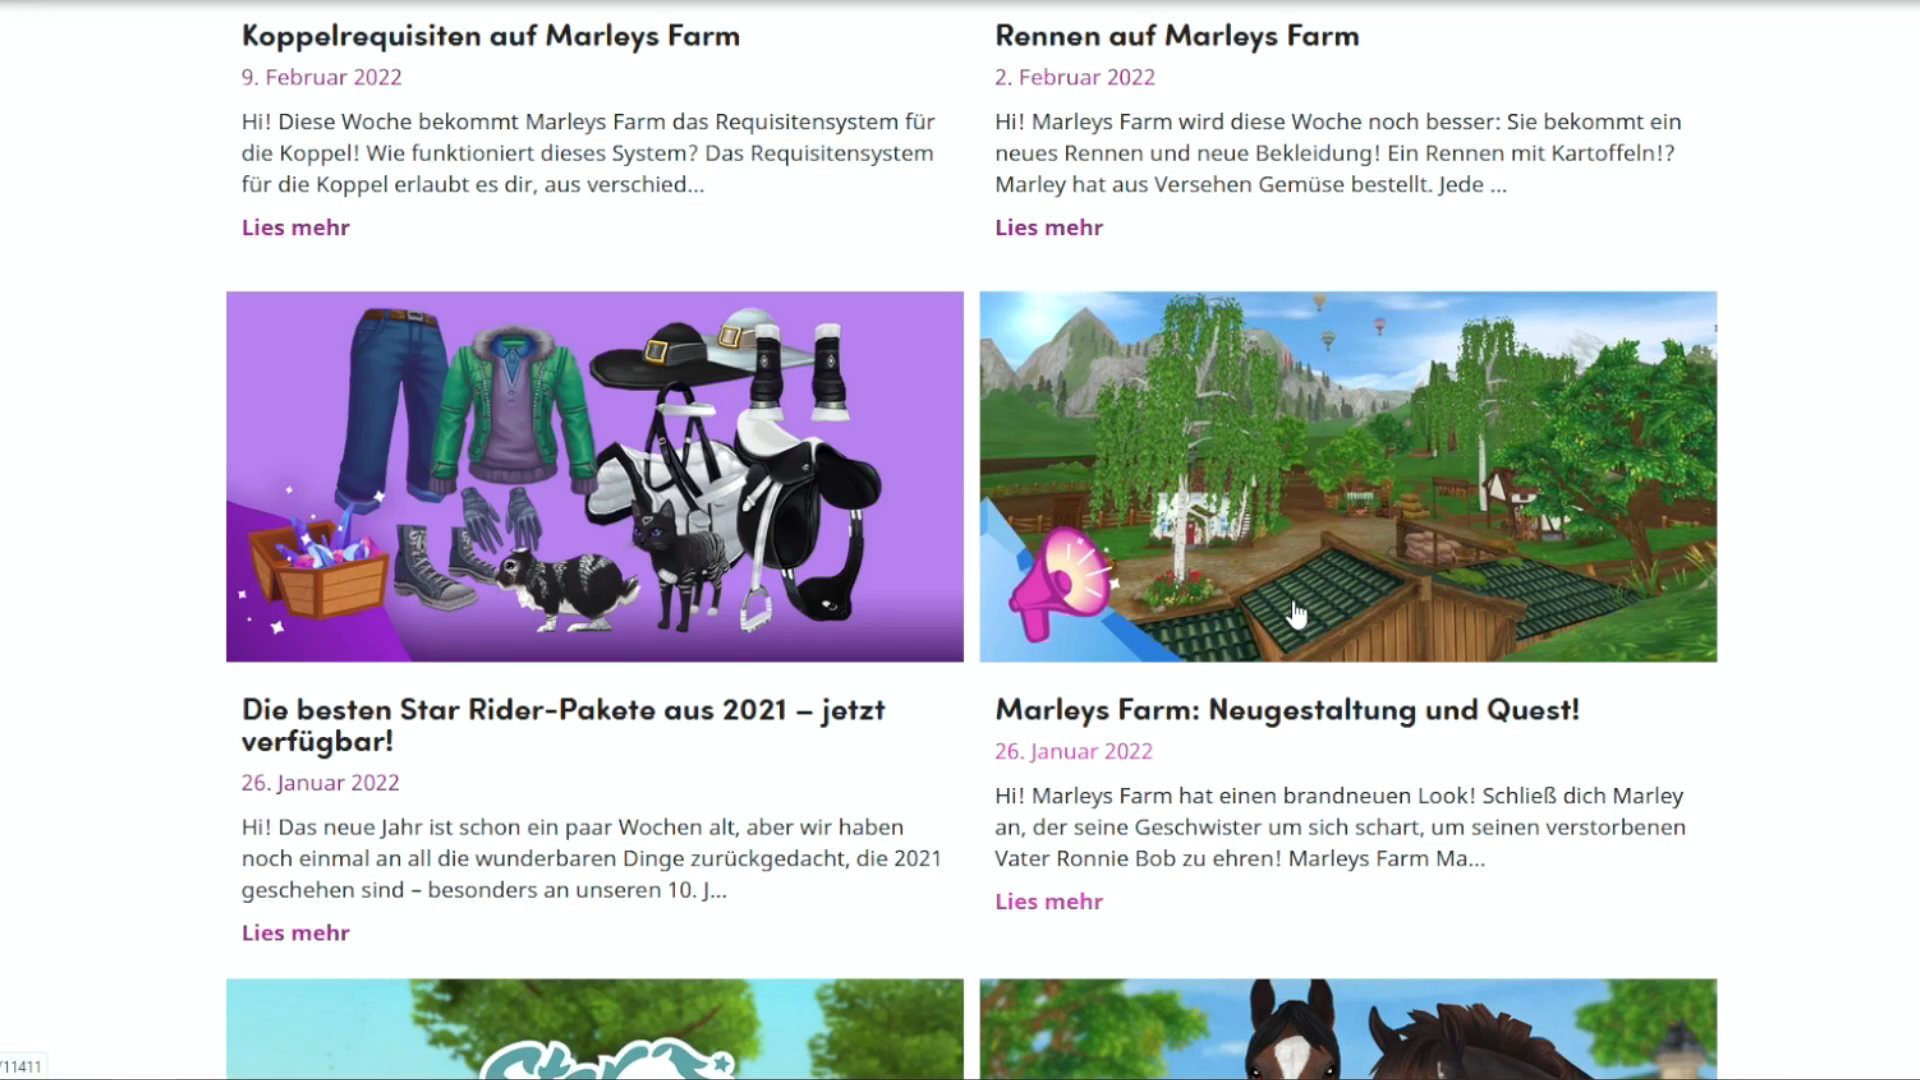 Koppelrequisiten auf Marleys Farm
9. Februar 2022
Hi! Diese Woche bekommt Marleys Farm das Requisitensystem für
die Koppel! Wie funktioniert dieses System? Das Requisitensystem
für die Koppel erlaubt es dir, aus verschied...
Lies mehr
Rennen auf Marleys Farm
2. Februar 2022
Hi! Marleys Farm wird diese Woche noch besser: Sie bekommt ein
neues Rennen und neue Bekleidung! Ein Rennen mit Kartoffeln!?
Marley hat aus Versehen Gemüse bestellt. Jede ...
Lies mehr
Die besten Star Rider-Pakete aus 2021 – jetzt
verfügbar!
26. Januar 2022
Hi! Das neue Jahr ist schon ein paar Wochen alt, aber wir haben
noch einmal an all die wunderbaren Dinge zurückgedacht, die 2021
geschehen sind – besonders an unseren 10. J...
Lies mehr
Marleys Farm: Neugestaltung und Quest!
26. Januar 2022
Hi! Marleys Farm hat einen brandneuen Look! Schließ dich Marley
an, der seine Geschwister um sich schart, um seinen verstorbenen
Vater Ronnie Bob zu ehren! Marleys Farm Ma...
Lies mehr
Star
/11411